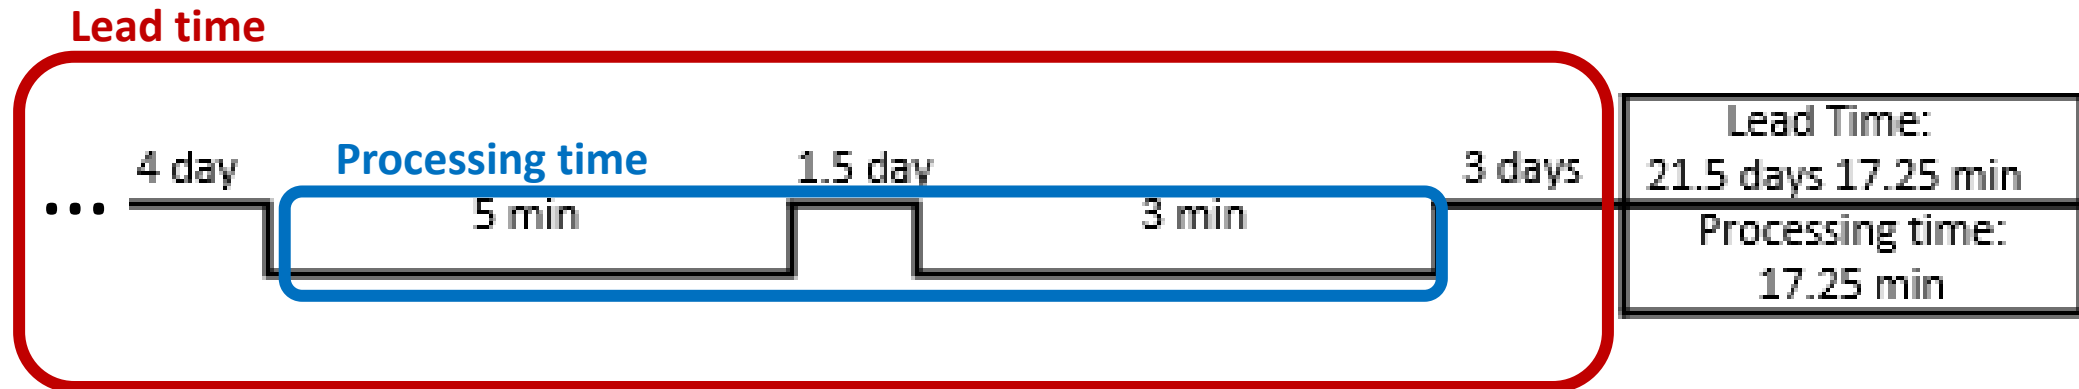 Lead time
Lead Time:
21.5 days 17.25 min
4 day
Processing time
1.5 day
3 days
...
5 min
3 min
Processing time:
17.25 min